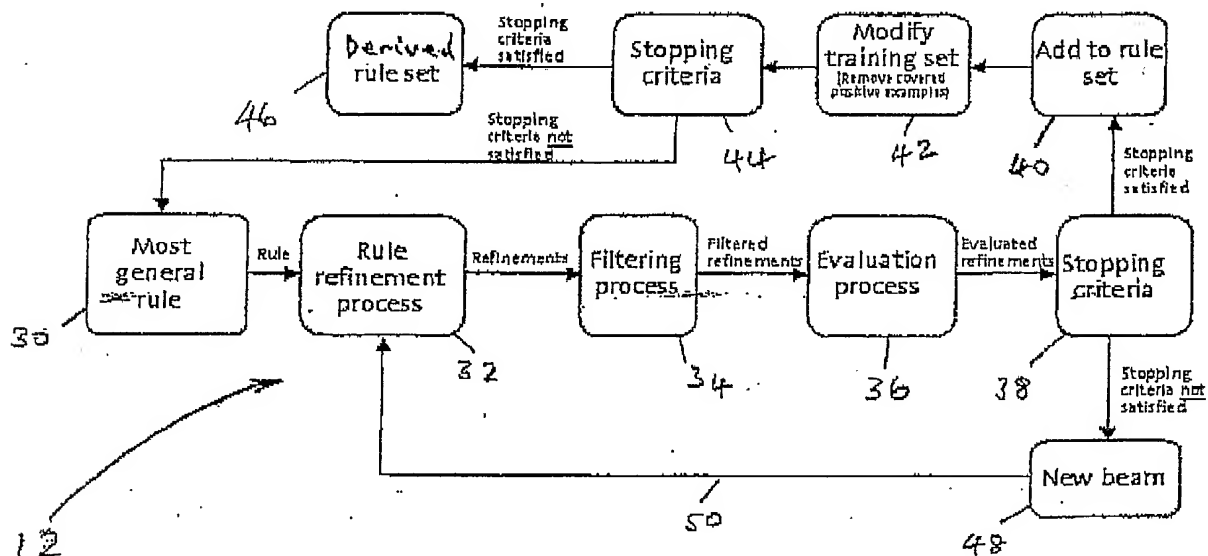 Derived
rule set
Stopping
criteria
satisfied
Stopping
criteria
Modify
training set
(Remove covered
positive examples)
Add to rule
set
46
Stopping
criteria not
satisfied
44
42
40
Stopping
criteria
satisfied
Most
general
rule
Rule
Rule
refinement
process
Refinements
Filtering
process
Filtered
refinements
Evaluation
process
Evaluated
refinements
Stopping
criteria
30
32
34
36
38
Stopping
criteria not
satisfied
New beam
12
50
48